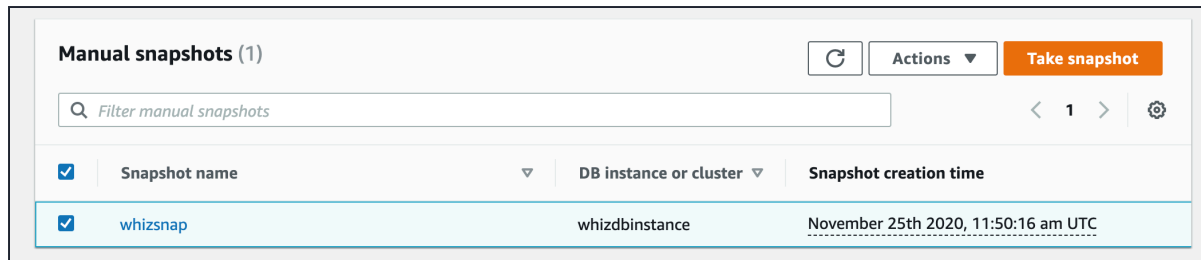 Manual snapshots (1)
Actions
Take snapshot
Filter manual snapshots
1
Snapshot name
DB instance or cluster
Snapshot creation time
whizsnap
whizdbinstance
November 25th 2020, 11:50:16 am UTC